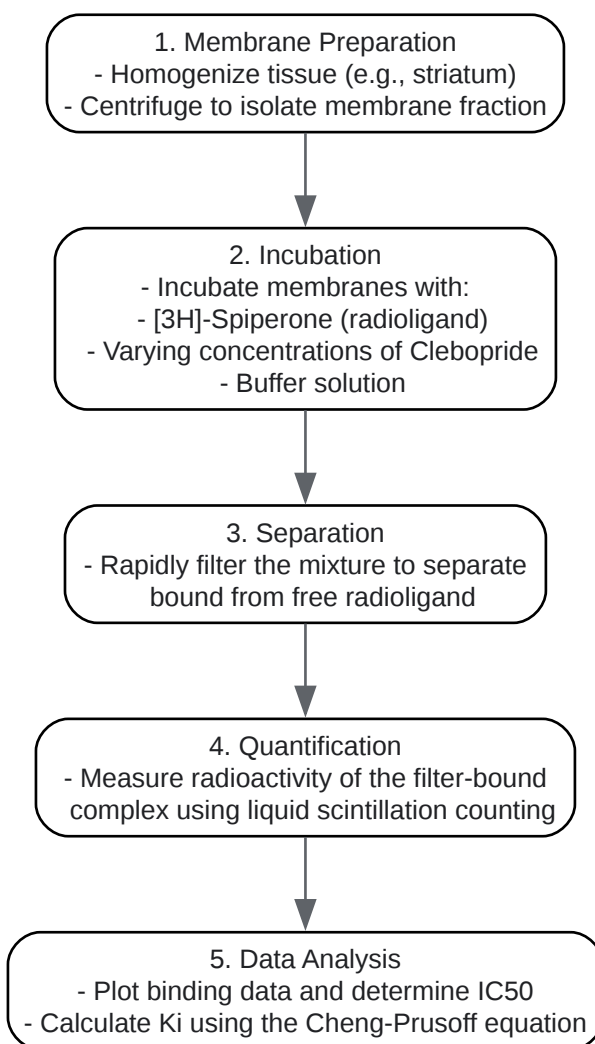 1. Membrane Preparation
- Homogenize tissue (e.g., striatum)
- Centrifuge to isolate membrane fraction
2. Incubation
- Incubate membranes with:
- [3H]-Spiperone (radioligand)
- Varying concentrations of Clebopride
- Buffer solution
3. Separation
- Rapidly filter the mixture to separate
bound from free radioligand
4. Quantification
- Measure radioactivity of the filter-bound
complex using liquid scintillation counting
5. Data Analysis
- Plot binding data and determine IC50
- Calculate Ki using the Cheng-Prusoff equation